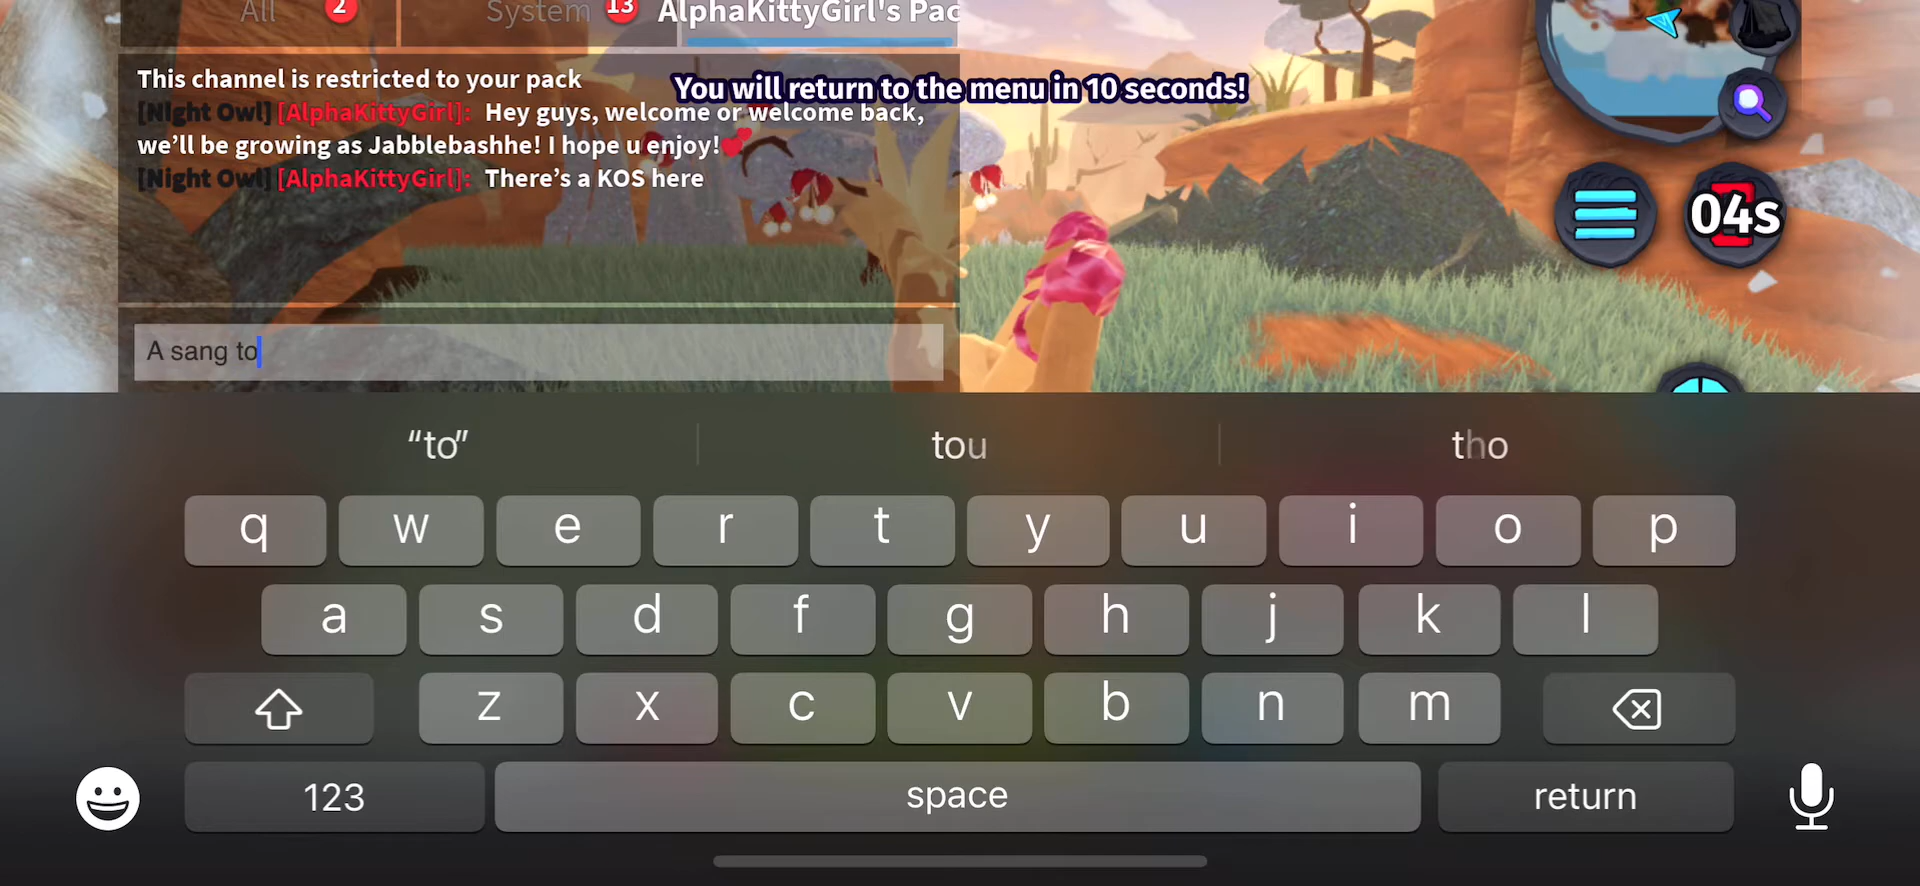 All 2 System 13 AlphaKittyGirl's Pac
This channel is restricted to your pack
You will return to the menu in 10 seconds!
[Night Owl] [AlphaKittyGirl]: Hey guys, welcome or welcome back,
we’ll be growing as Jabblebashhe! I hope u enjoy!💕
[Night Owl] [AlphaKittyGirl]: There’s a KOS here
04s
A sang to
“to” tou tho
q w e r t y u i o p
a s d f g h j k l
z x c v b n m
123 space return